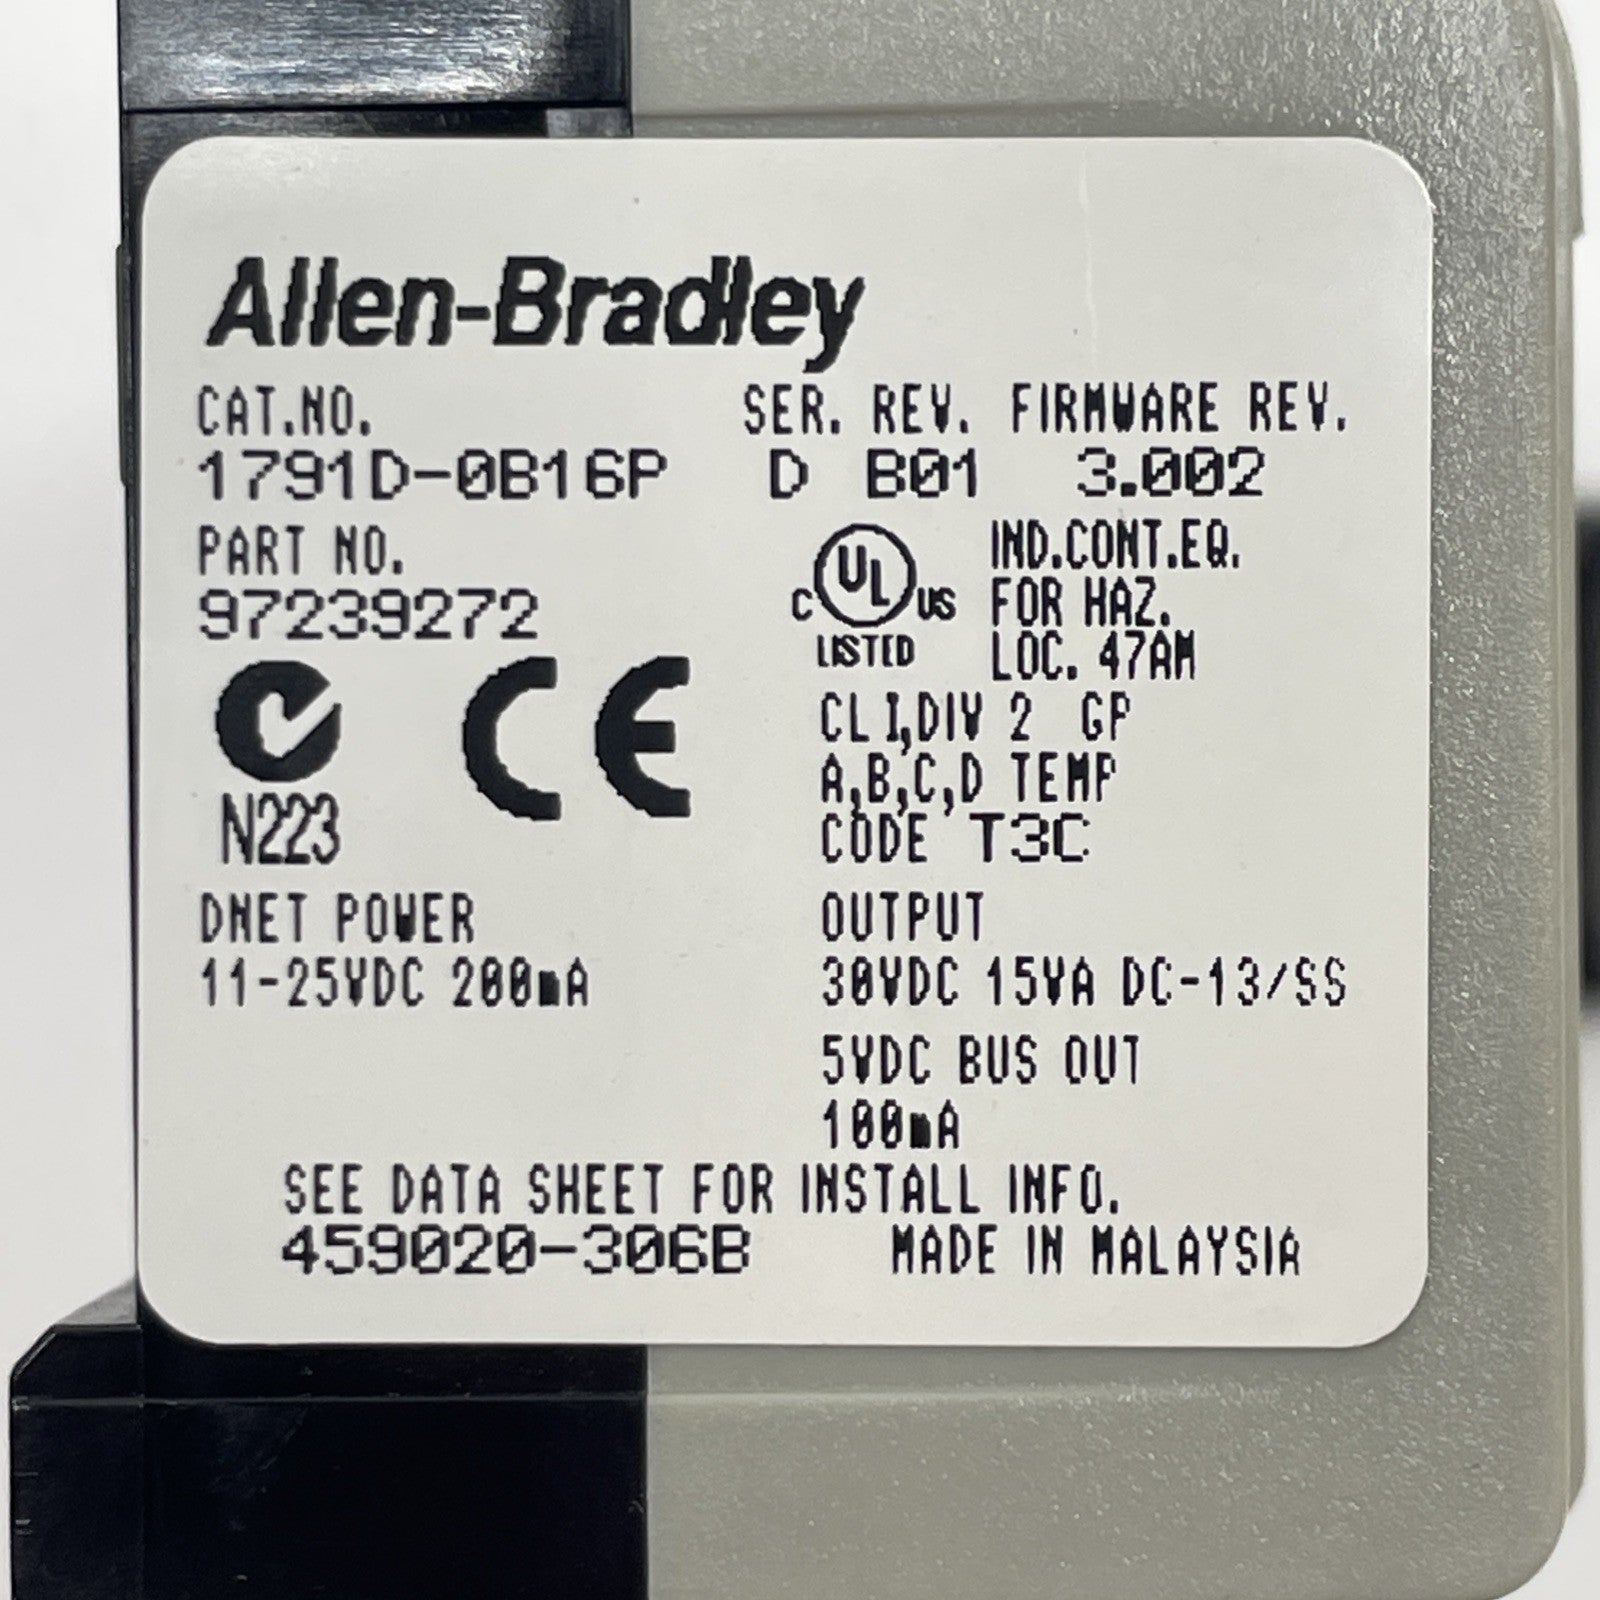 Allen-Bradley
CAT.NO. SER. REV. FIRMWARE REV.
1791D-0B16P D B01 3.002
PART NO.
97239272
C UL US
LISTED
IND.CONT.EQ.
FOR HAZ.
LOC. 47AM
CL I,DIV 2 GP
A,B,C,D TEMP
CODE T3C
CE
N223
DNET POWER
11-25VDC 200mA
OUTPUT
30VDC 15VA DC-13/SS
5VDC BUS OUT
100mA
SEE DATA SHEET FOR INSTALL INFO.
459020-306B MADE IN MALAYSIA